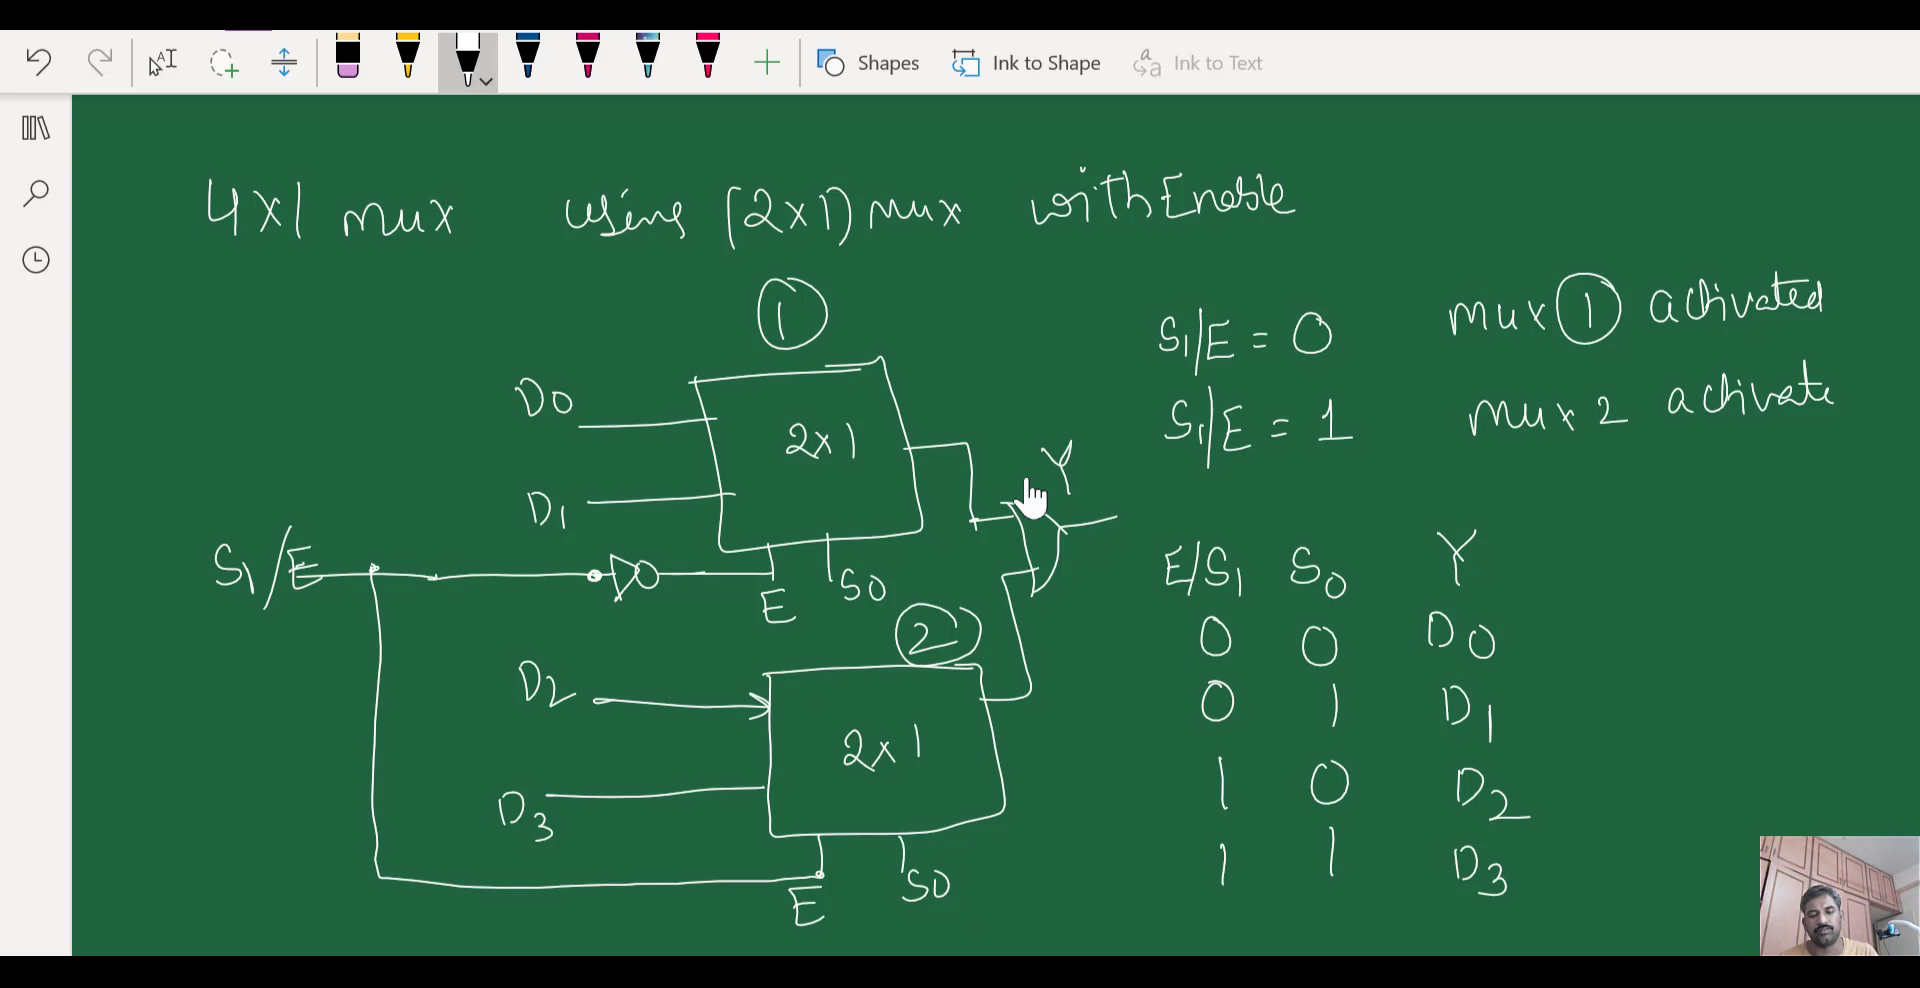 Shapes Ink to Shape Ink to Text
4x1 mux using (2x1) mux with Enable
1
S1/E = 0 mux 1 activated
S1/E = 1 mux 2 activate
D0
2x1
D1
Y
S1/E
E S0
2
D2
2x1
D3
E S0
E/S1 S0 Y
0 0 D0
0 1 D1
1 0 D2
1 1 D3